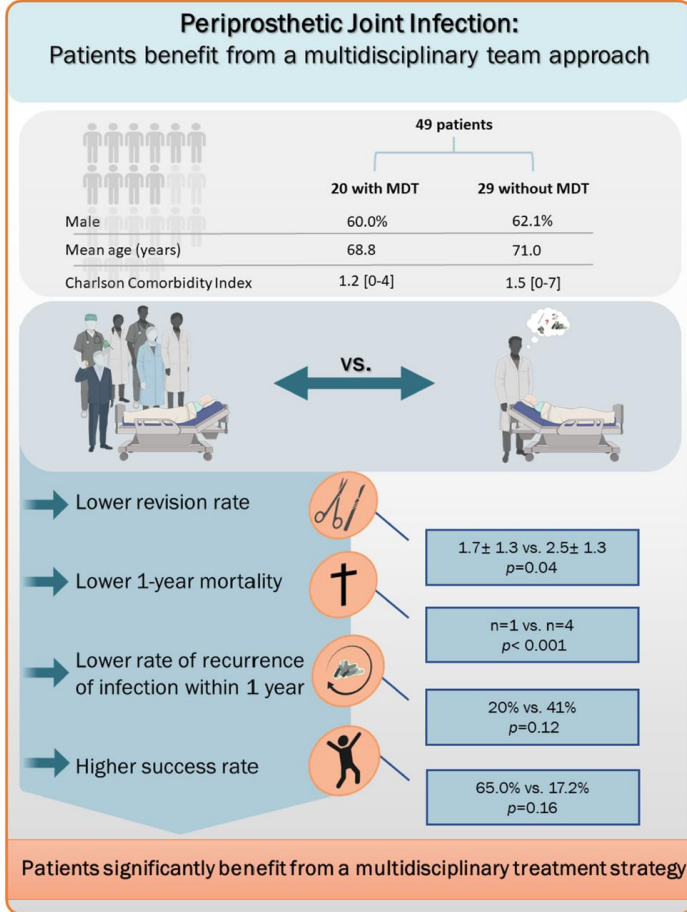 Periprosthetic Joint Infection:
Patients benefit from a multidisciplinary team approach
49 patients
20 with MDT 29 without MDT
Male 60.0% 62.1%
Mean age (years) 68.8 71.0
Charlson Comorbidity Index 1.2 [0-4] 1.5 [0-7]
vs.
?
Lower revision rate
1.7± 1.3 vs. 2.5± 1.3
p=0.04
Lower 1-year mortality
n=1 vs. n=4
p< 0.001
Lower rate of recurrence
of infection within 1 year
20% vs. 41%
p=0.12
Higher success rate
65.0% vs. 17.2%
p=0.16
Patients significantly benefit from a multidisciplinary treatment strategy